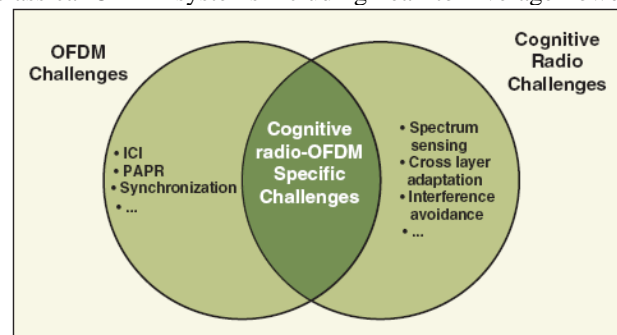 OFDM
Challenges
Cognitive
Radio
Challenges
• ICI
• PAPR
• Synchronization
• ...
Cognitive
radio-OFDM
Specific
Challenges
• Spectrum
sensing
• Cross layer
adaptation
• Interference
avoidance
• ...